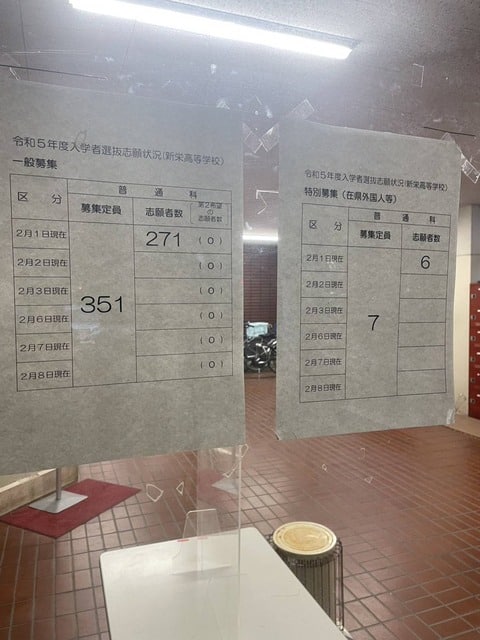 令和5年度入学者選抜志願状況(新栄高等学校)
一般募集
区 分 普 通 科
募集定員 志願者数 第2希望の志願者数
2月1日現在 271 (0)
2月2日現在 (0)
2月3日現在 (0)
351
2月6日現在 (0)
2月7日現在 (0)
2月8日現在 (0)
令和5年度入学者選抜志願状況(新栄高等学校)
特別募集(在県外国人等)
区 分 普 通 科
募集定員 志願者数
2月1日現在 6
2月2日現在
2月3日現在
7
2月6日現在
2月7日現在
2月8日現在